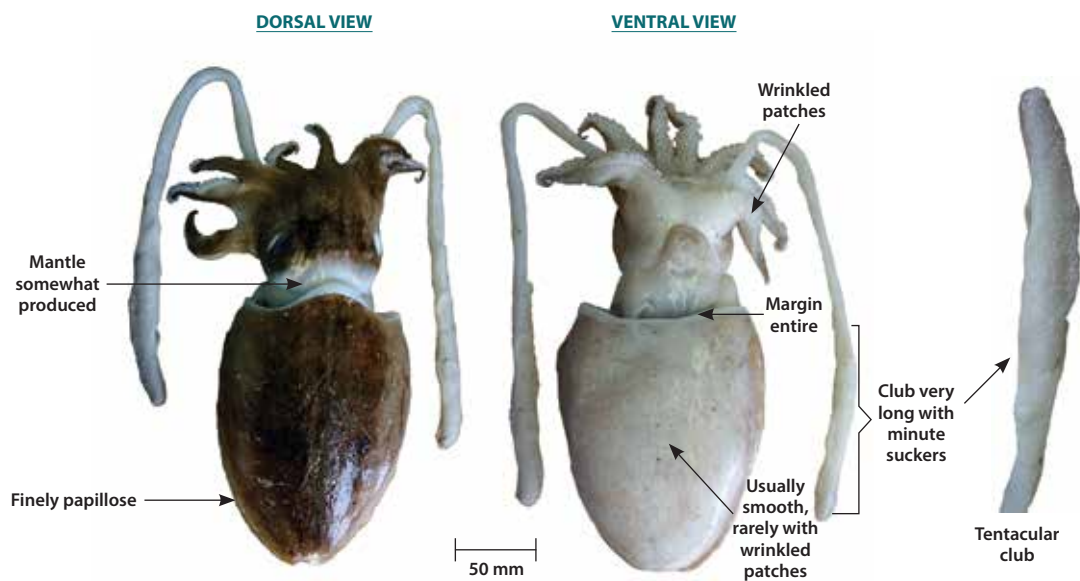 DORSAL VIEW
VENTRAL VIEW
Wrinkled
patches
Mantle
somewhat
produced
Margin
entire
Club very
long with
minute
suckers
Finely papillose
Usually
smooth,
rarely with
wrinkled
patches
50 mm
Tentacular
club